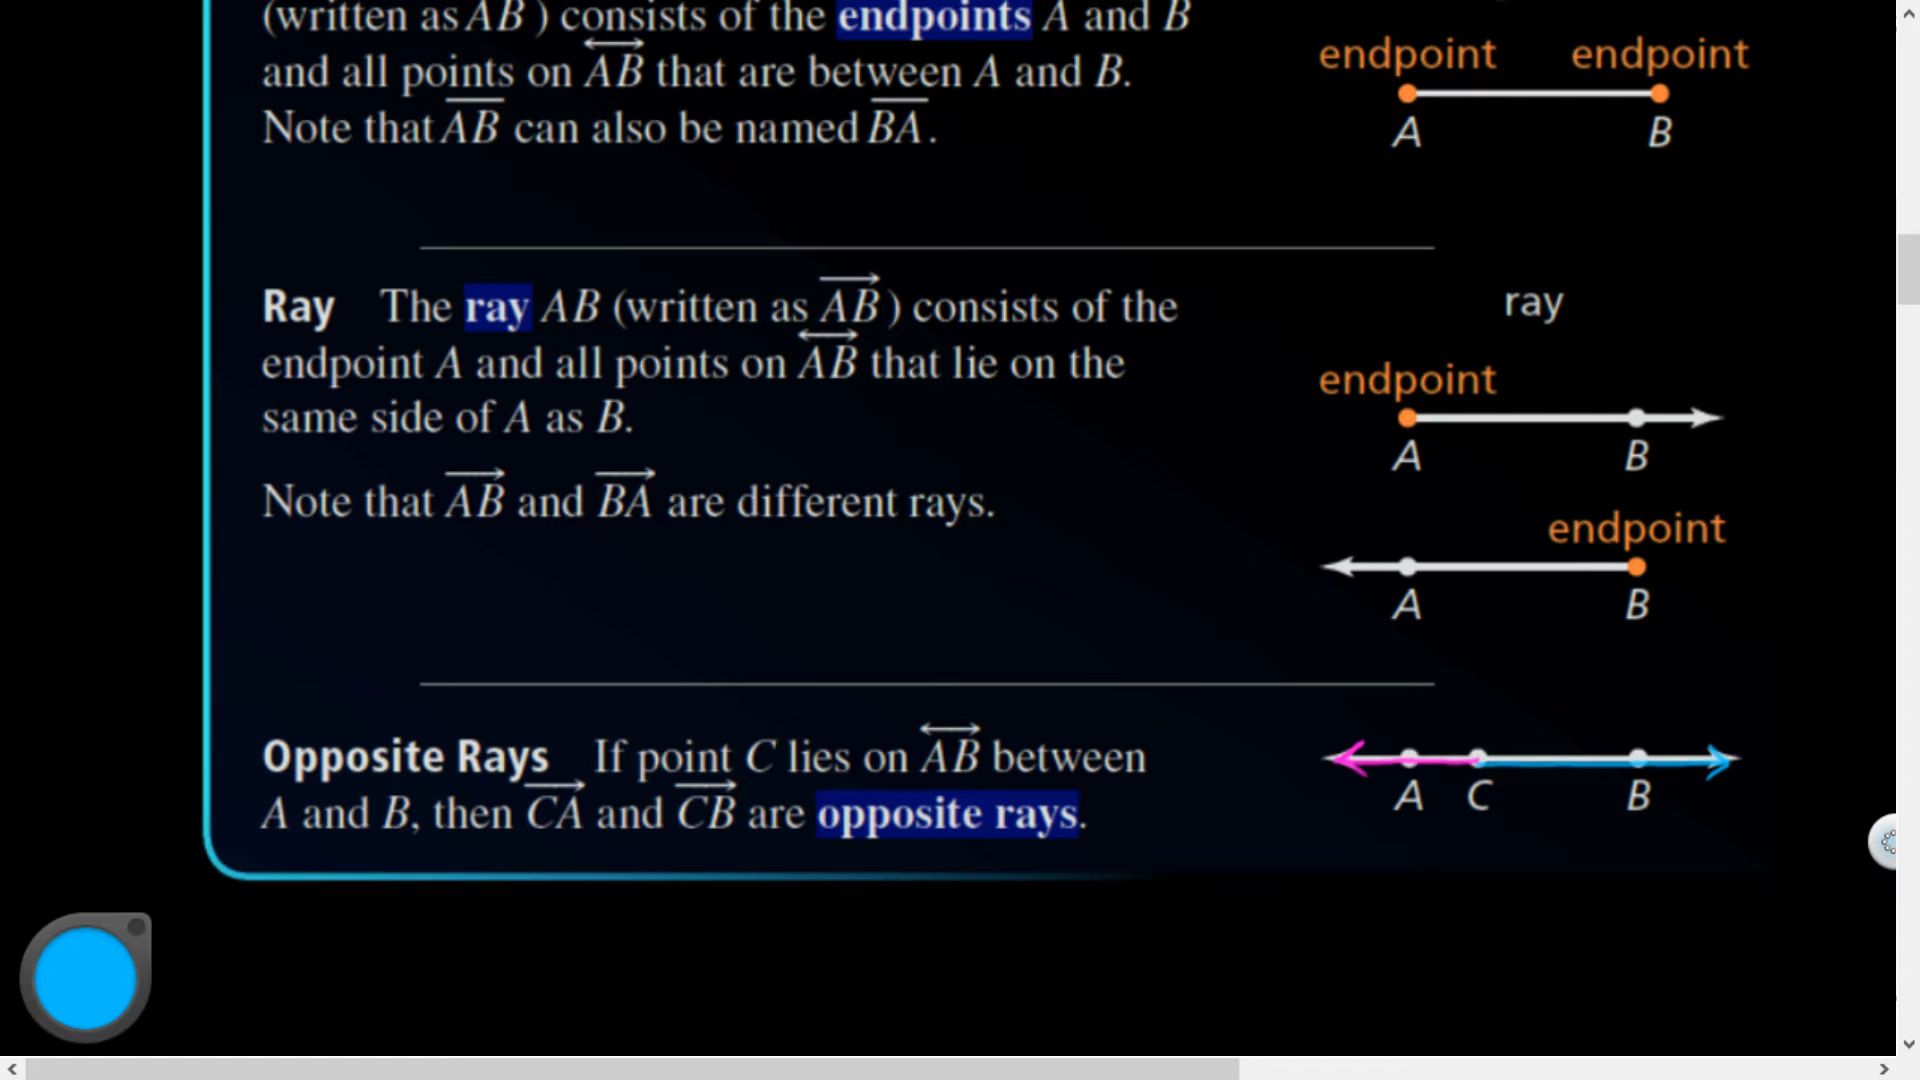 (written as AB ) consists of the endpoints A and B
and all points on AB that are between A and B.
Note that AB can also be named BA.
endpoint endpoint
A B
Ray The ray AB (written as AB ) consists of the
endpoint A and all points on AB that lie on the
same side of A as B.
Note that AB and BA are different rays.
ray
endpoint
A B
endpoint
A B
Opposite Rays If point C lies on AB between
A and B, then CA and CB are opposite rays.
A C B